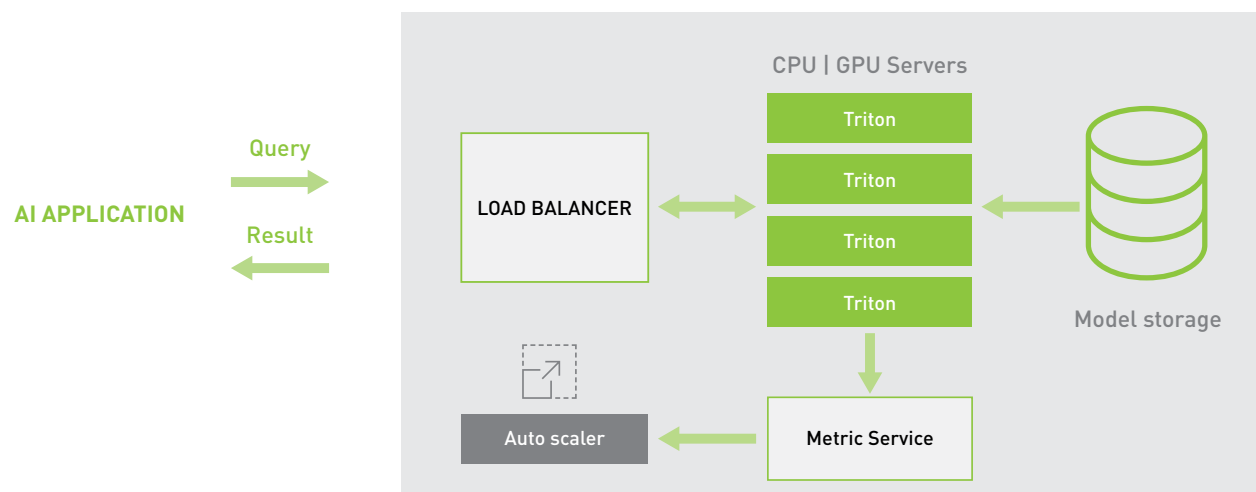 AI APPLICATION
Query
Result
LOAD BALANCER
CPU | GPU Servers
Triton
Triton
Triton
Triton
Model storage
Auto scaler
Metric Service